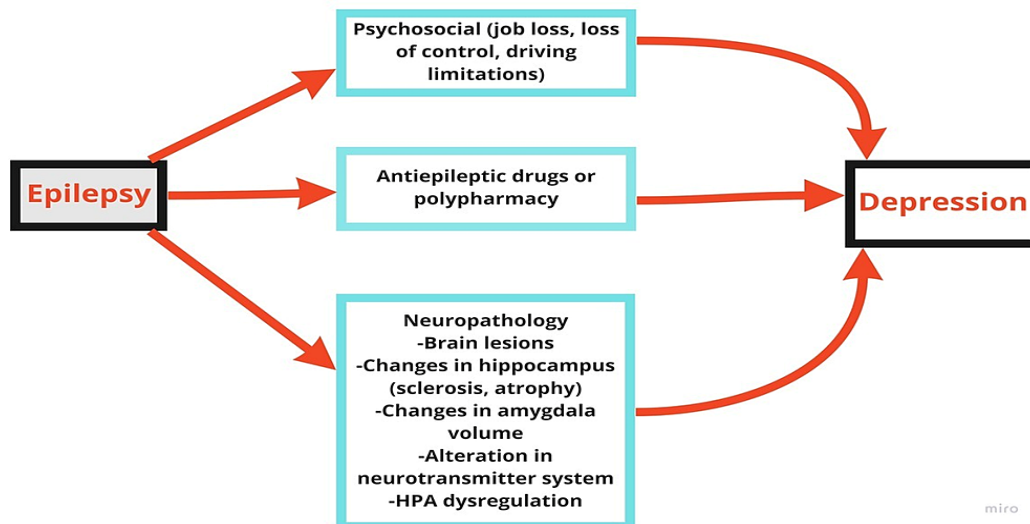 Psychosocial (job loss, loss
of control, driving
limitations)
Epilepsy
Antiepileptic drugs or
polypharmacy
Depression
Neuropathology
-Brain lesions
-Changes in hippocampus
(sclerosis, atrophy)
-Changes in amygdala
volume
-Alteration in
neurotransmitter system
-HPA dysregulation
miro